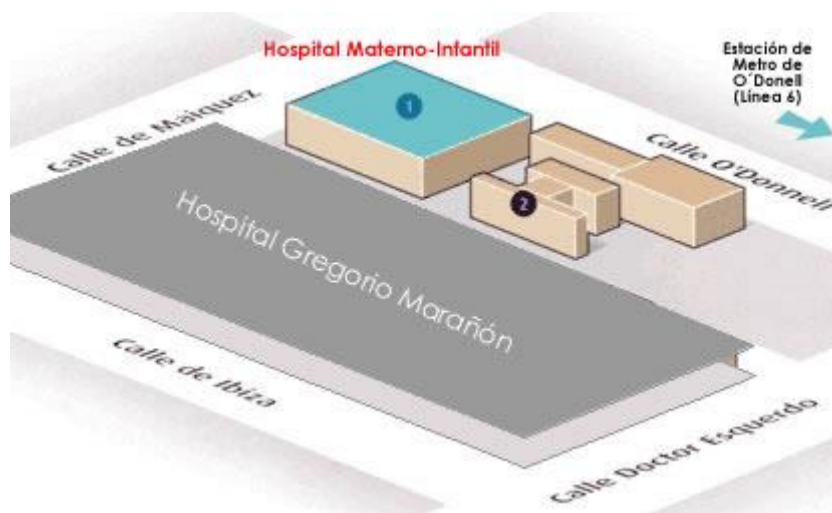 Hospital Materno-Infantil
Estación de
Metro de
O´Donell
(Línea 6)
1
Calle de Maiquez
Calle O'Donnell
2
Hospital Gregorio Marañón
Calle de Ibiza
Calle Doctor Esquerdo